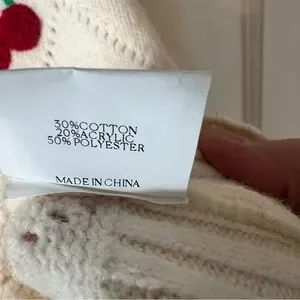 30%COTTON
20%ACRYLIC
50%POLYESTER
MADE IN CHINA